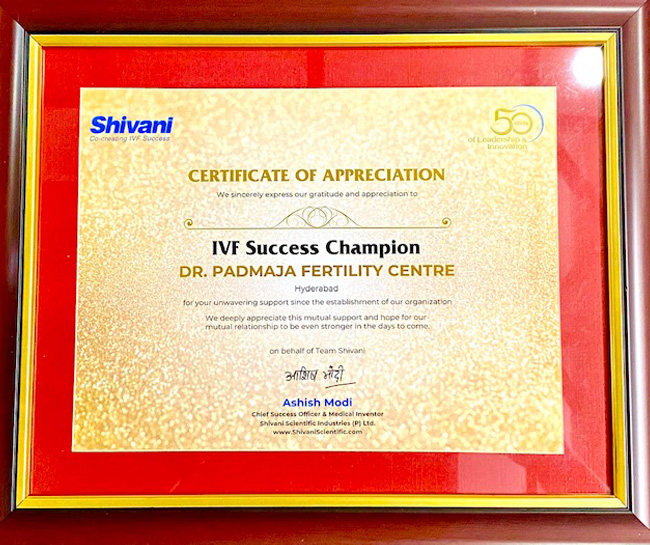 Shivani
Co-creating IVF Success
50
YEARS
of Leadership &
Innovation
CERTIFICATE OF APPRECIATION
We sincerely express our gratitude and appreciation to
IVF Success Champion
DR. PADMAJA FERTILITY CENTRE
Hyderabad
for your unwavering support since the establishment of our organization
We deeply appreciate this mutual support and hope for our
mutual relationship to be even stronger in the days to come.
on behalf of Team Shivani
आशिष मोदी
Ashish Modi
Chief Success Officer & Medical Inventor
Shivani Scientific Industries (P) Ltd.
www.ShivaniScientific.com